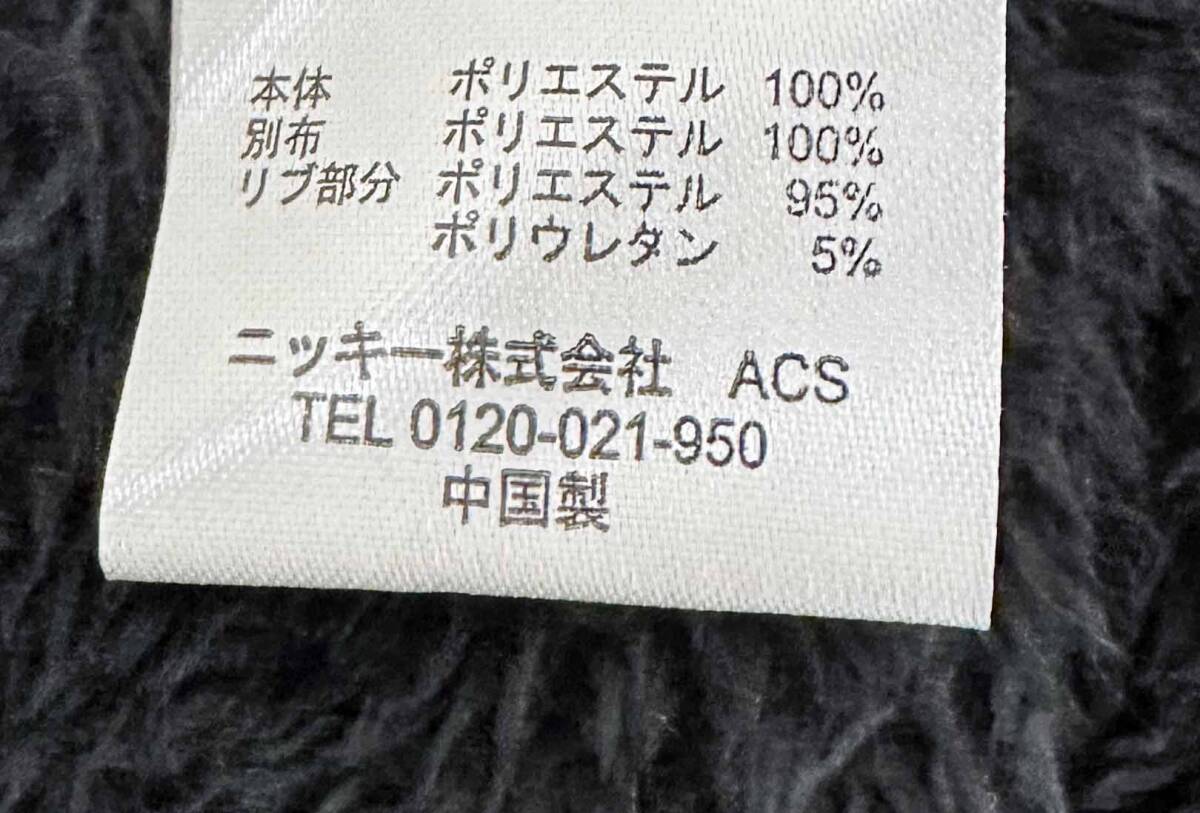 本体 ポリエステル 100%
別布 ポリエステル 100%
リブ部分 ポリエステル 95%
ポリウレタン 5%
ニッキー株式会社 ACS
TEL 0120-021-950
中国製